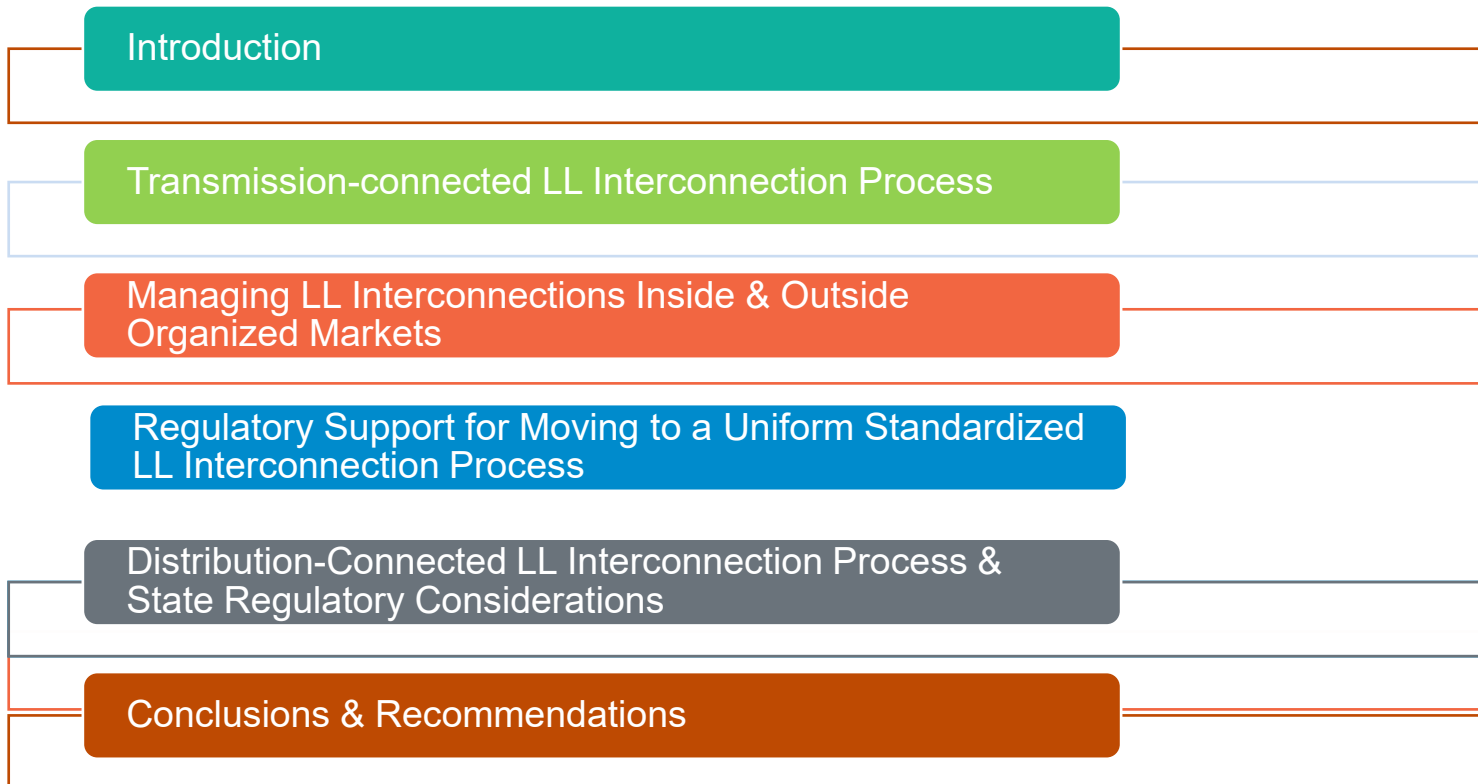 Introduction
Transmission-connected LL Interconnection Process
Managing LL Interconnections Inside & Outside
Organized Markets
Regulatory Support for Moving to a Uniform Standardized
LL Interconnection Process
Distribution-Connected LL Interconnection Process &
State Regulatory Considerations
Conclusions & Recommendations